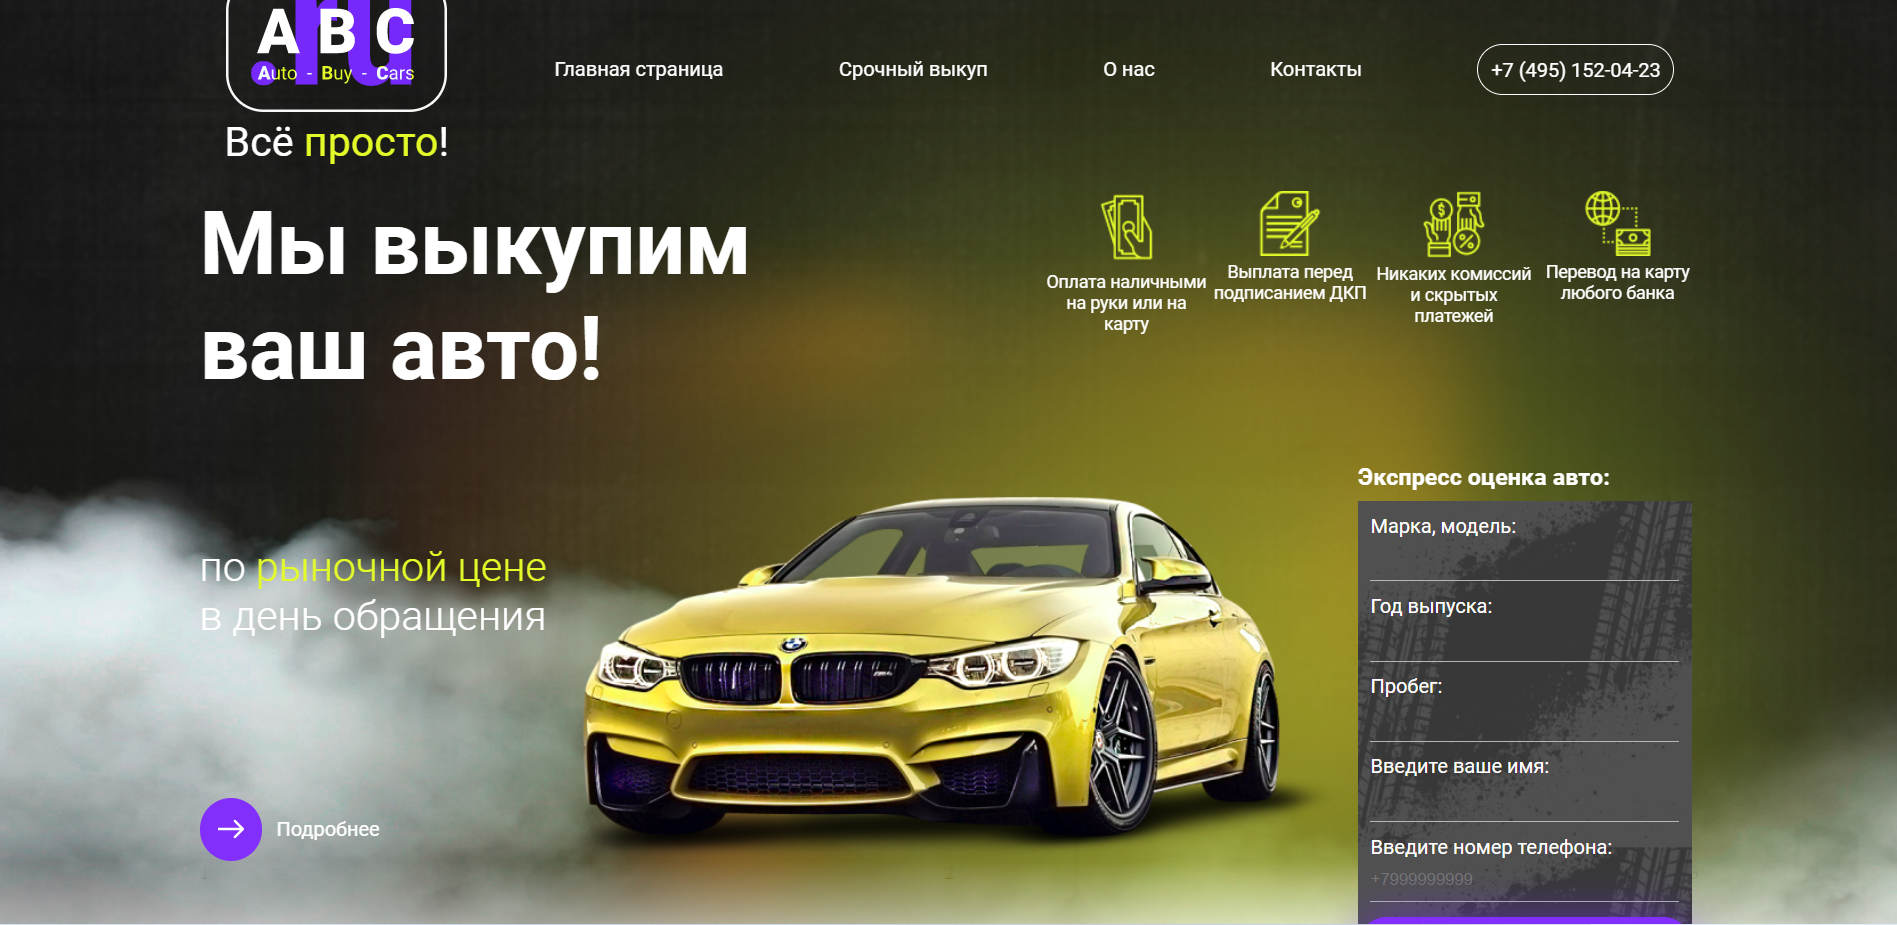 .ru
A B C
Auto - Buy - Cars
Всё просто!
Главная страница
Срочный выкуп
О нас
Контакты
+7 (495) 152-04-23
Мы выкупим
ваш авто!
Оплата наличными
на руки или на
карту
Выплата перед
подписанием ДКП
Никаких комиссий
и скрытых
платежей
Перевод на карту
любого банка
по рыночной цене
в день обращения
Подробнее
Экспресс оценка авто:
Марка, модель:
Год выпуска:
Пробег:
Введите ваше имя:
Введите номер телефона:
+7999999999